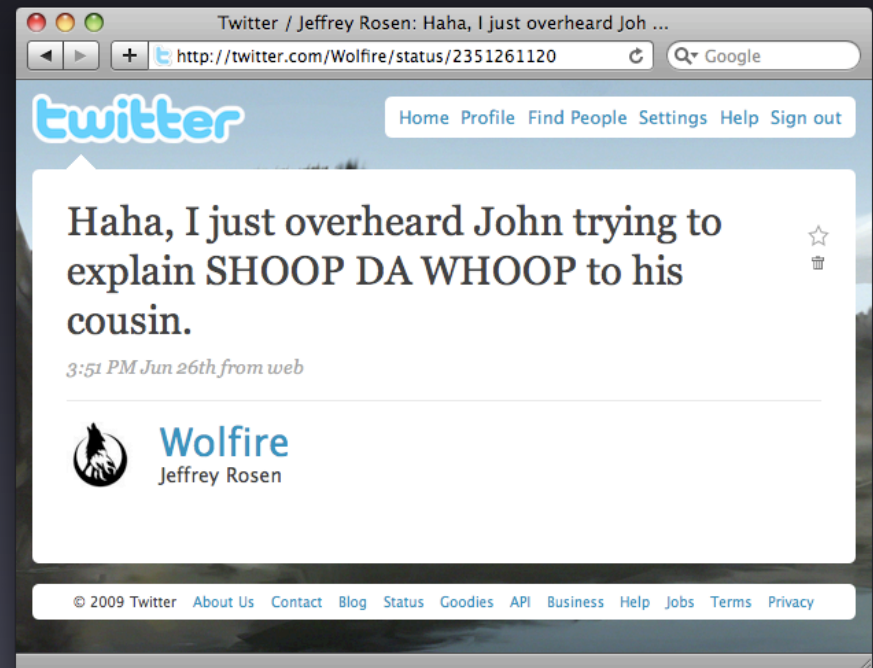 Twitter / Jeffrey Rosen: Haha, I just overheard Joh ...
http://twitter.com/Wolfire/status/2351261120
Google
twitter
Home Profile Find People Settings Help Sign out
Haha, I just overheard John trying to
explain SHOOP DA WHOOP to his
cousin.
3:51 PM Jun 26th from web
Wolfire
Jeffrey Rosen
© 2009 Twitter About Us Contact Blog Status Goodies API Business Help Jobs Terms Privacy